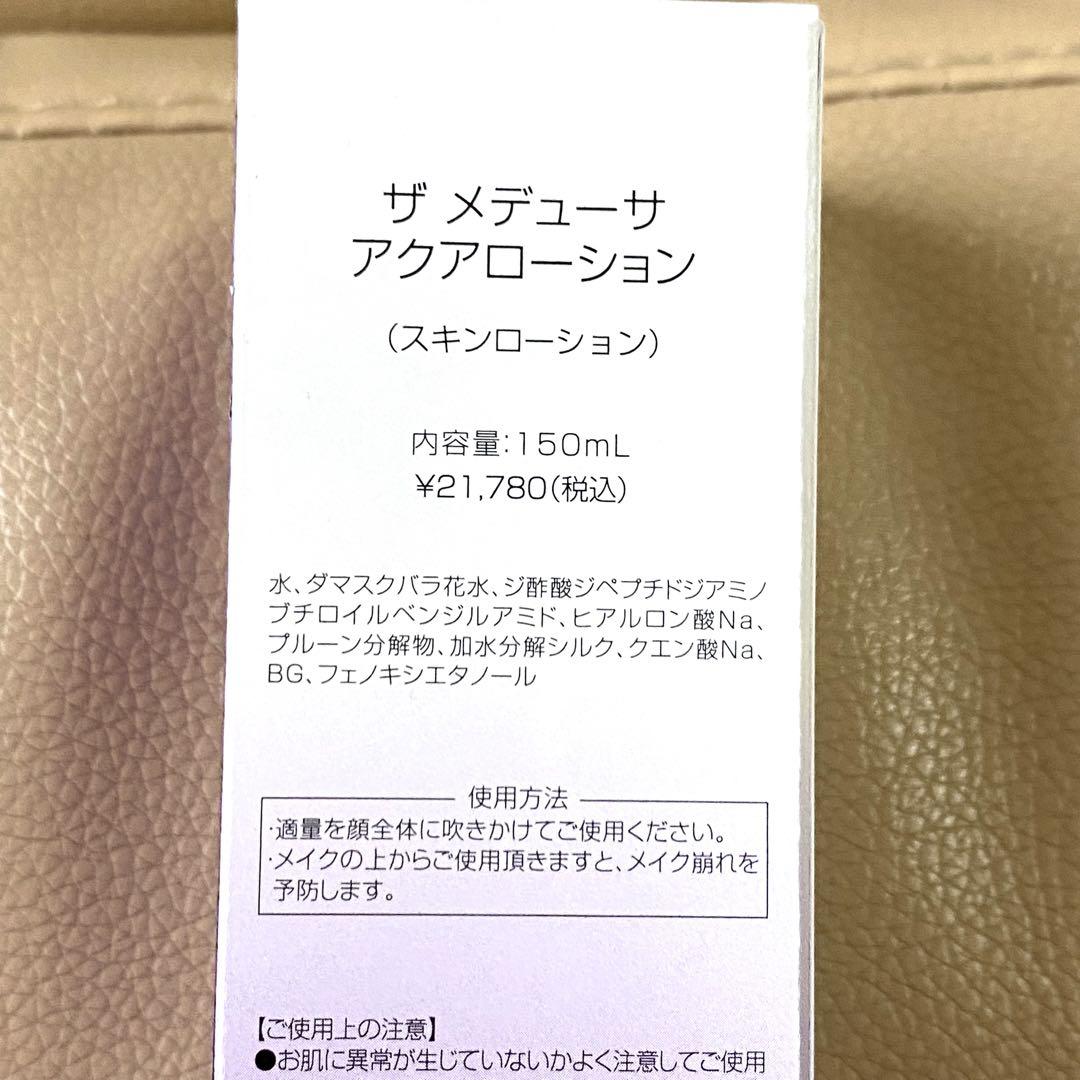 ザ メデューサ
アクアローション
(スキンローション)
内容量:150mL
¥21,780(税込)
水、ダマスクバラ花水、ジ酢酸ジペプチドジアミノ
ブチロイルベンジルアミド、ヒアルロン酸Na、
プルーン分解物、加水分解シルク、クエン酸Na、
BG、フェノキシエタノール
使用方法
・適量を顔全体に吹きかけてご使用ください。
・メイクの上からご使用頂きますと、メイク崩れを
予防します。
【ご使用上の注意】
●お肌に異常が生じていないかよく注意してご使用